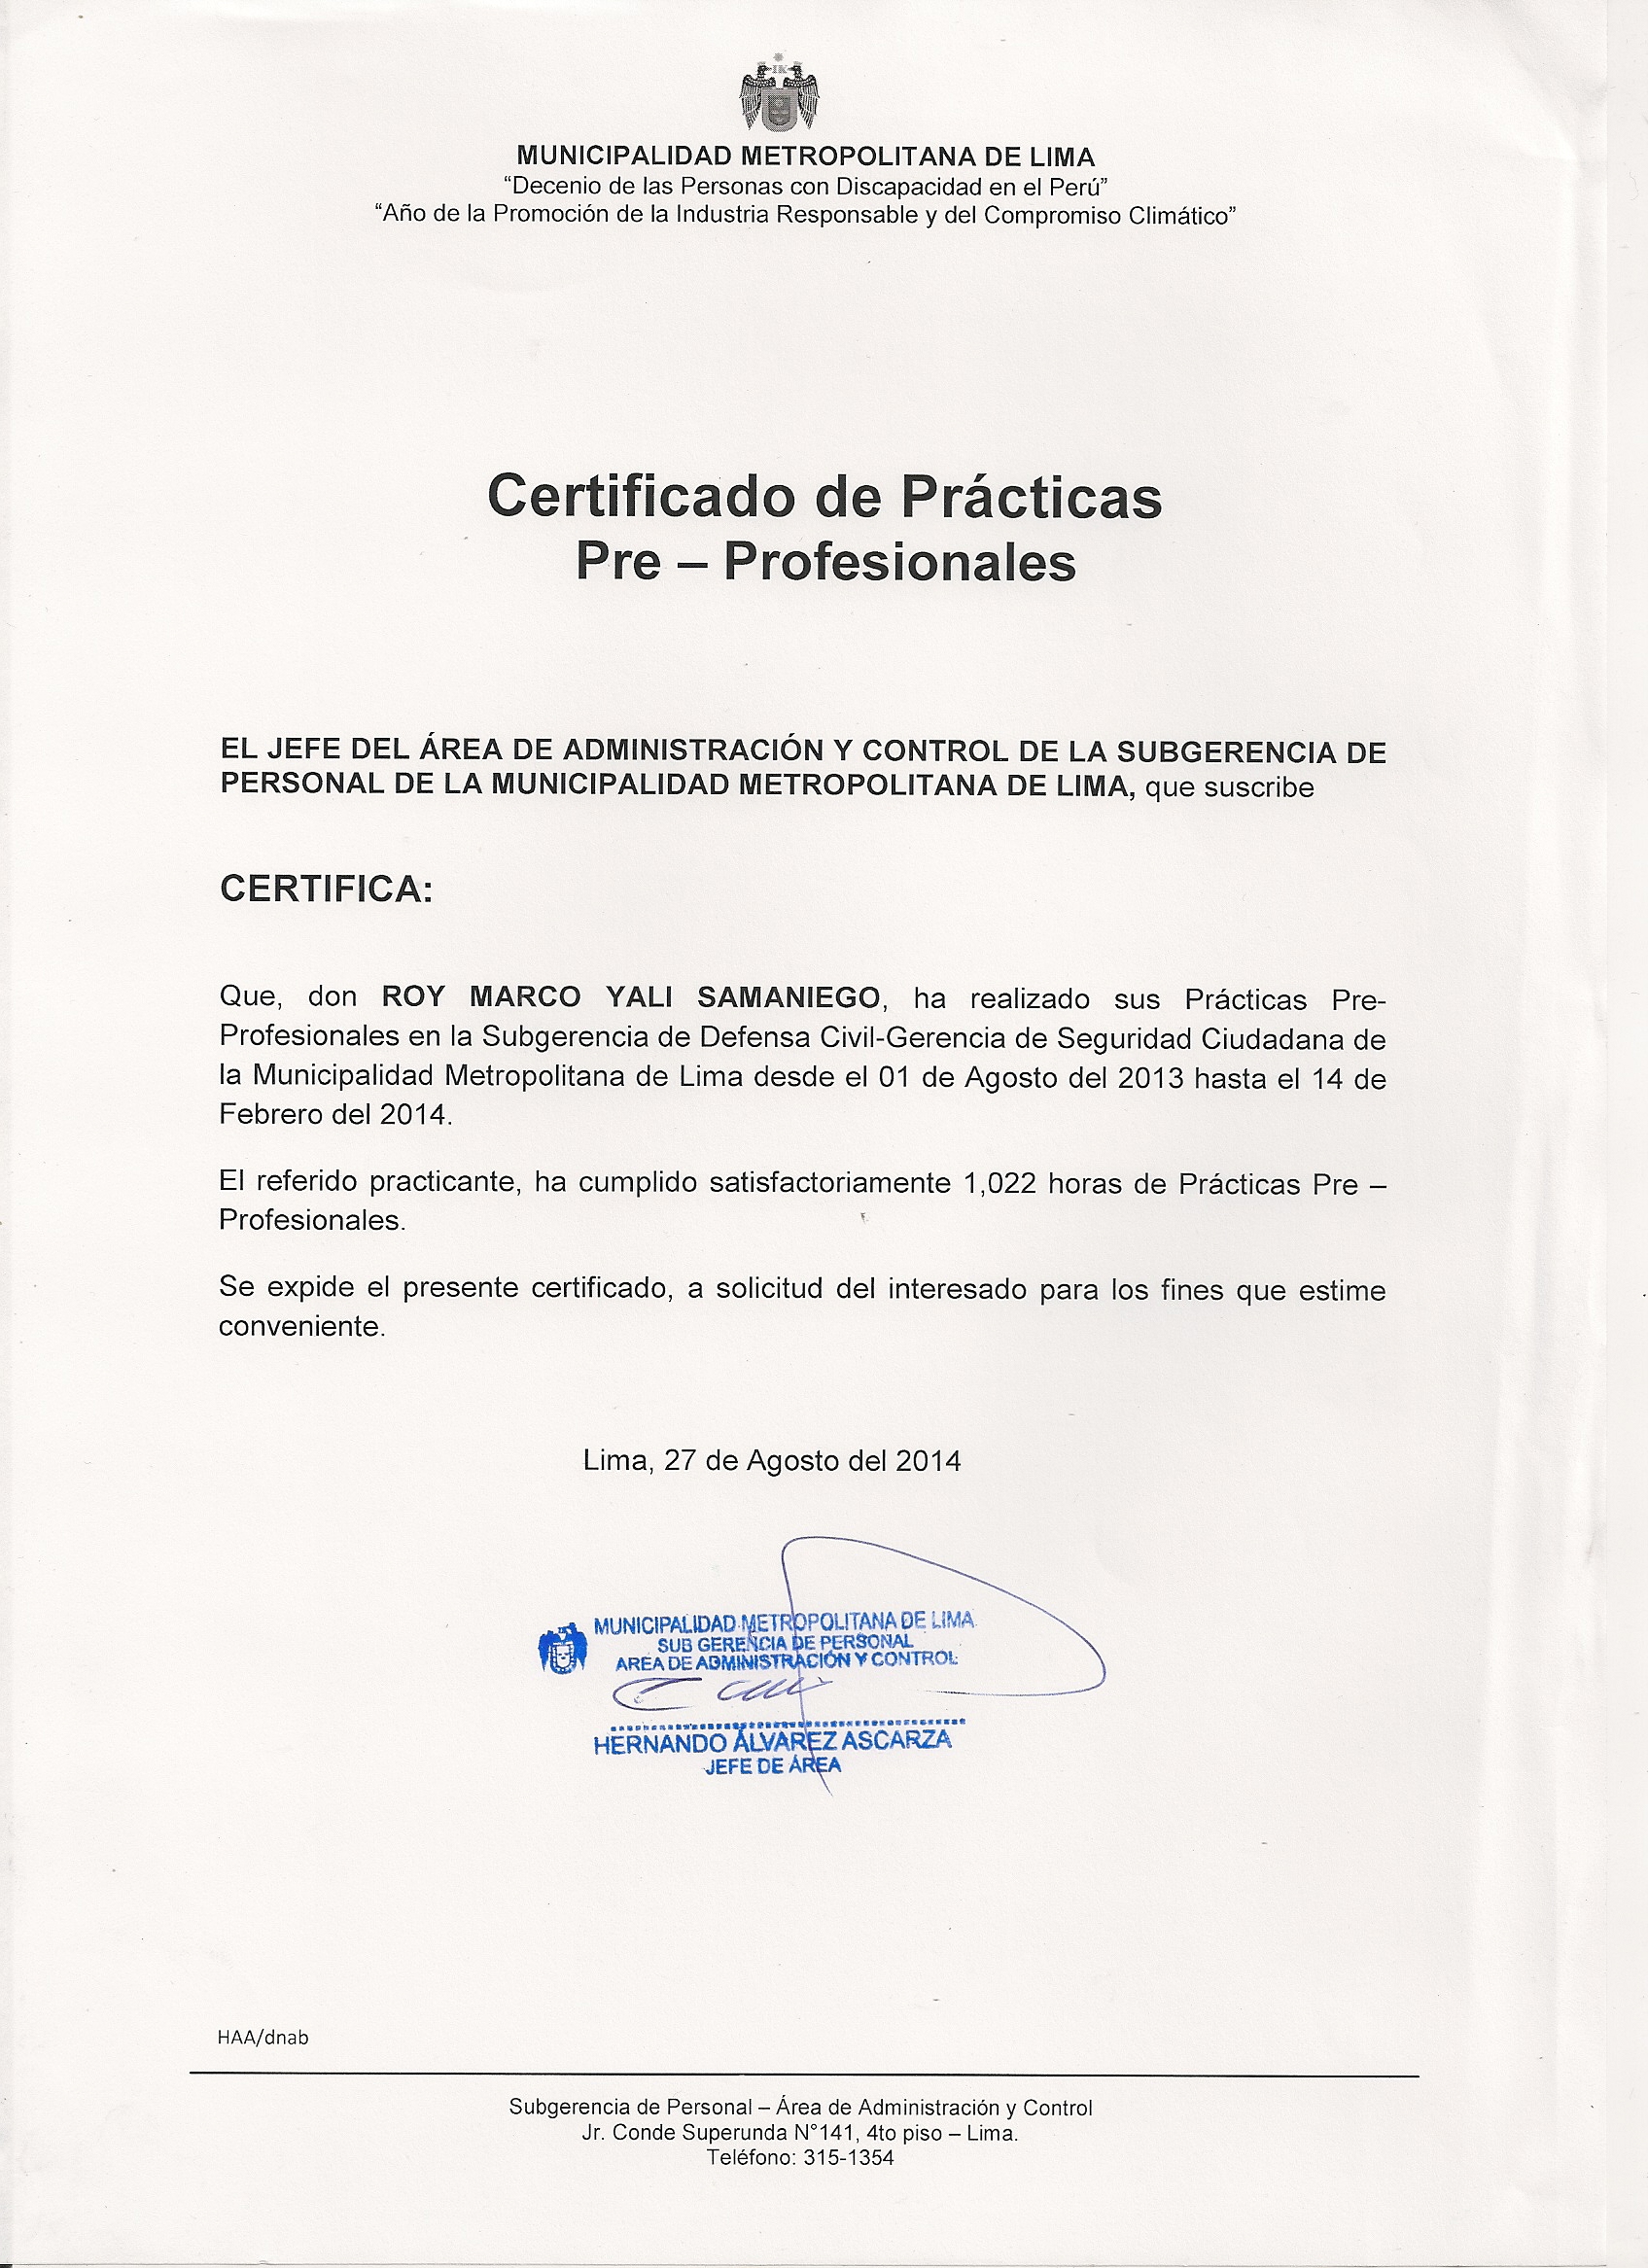 MUNICIPALIDAD METROPOLITANA DE LIMA
“Decenio de las Personas con Discapacidad en el Perú”
“Año de la Promoción de la Industria Responsable y del Compromiso Climático”
Certificado de Prácticas
Pre – Profesionales
EL JEFE DEL ÁREA DE ADMINISTRACIÓN Y CONTROL DE LA SUBGERENCIA DE
PERSONAL DE LA MUNICIPALIDAD METROPOLITANA DE LIMA, que suscribe
CERTIFICA:
Que, don ROY MARCO YALI SAMANIEGO, ha realizado sus Prácticas Pre-
Profesionales en la Subgerencia de Defensa Civil-Gerencia de Seguridad Ciudadana de
la Municipalidad Metropolitana de Lima desde el 01 de Agosto del 2013 hasta el 14 de
Febrero del 2014.
El referido practicante, ha cumplido satisfactoriamente 1,022 horas de Prácticas Pre –
Profesionales.
Se expide el presente certificado, a solicitud del interesado para los fines que estime
conveniente.
Lima, 27 de Agosto del 2014
MUNICIPALIDAD METROPOLITANA DE LIMA
SUB GERENCIA DE PERSONAL
AREA DE ADMINISTRACIÓN Y CONTROL
HERNANDO ÁLVAREZ ASCARZA
JEFE DE ÁREA
HAA/dnab
Subgerencia de Personal – Área de Administración y Control
Jr. Conde Superunda N°141, 4to piso – Lima.
Teléfono: 315-1354